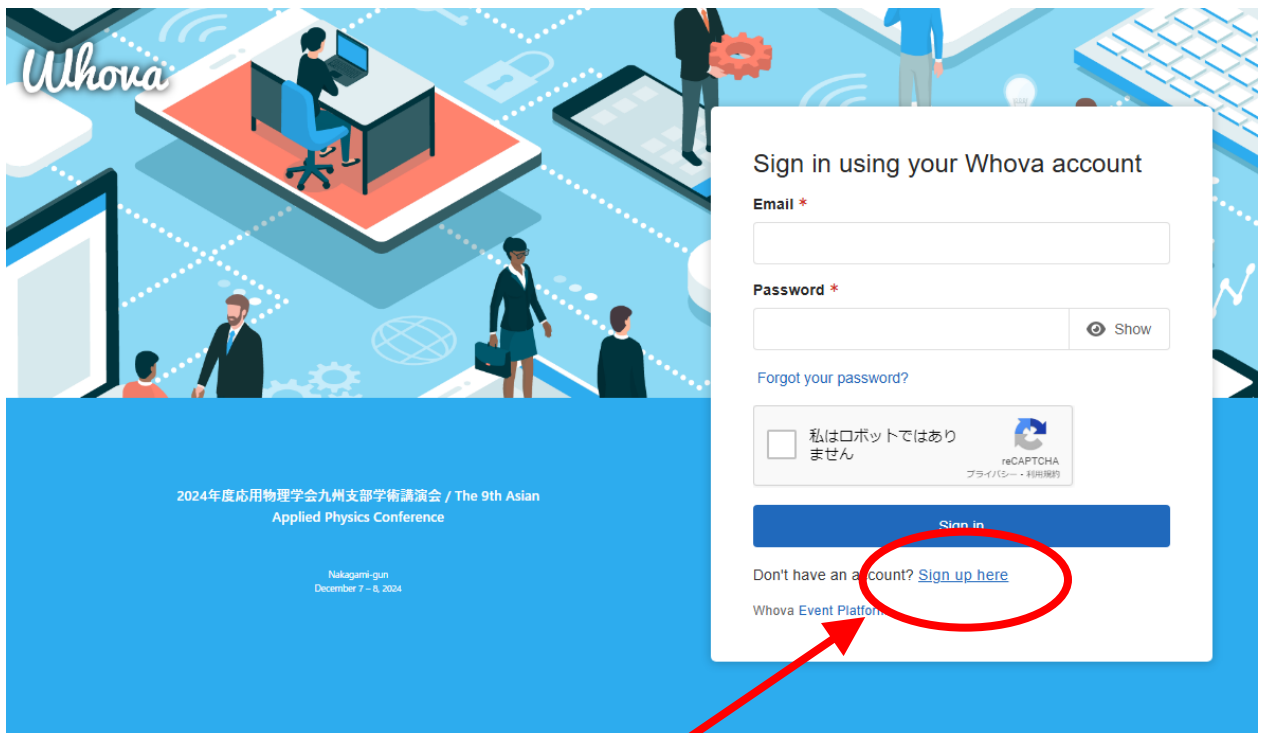 Whova
Sign in using your Whova account
Email *
Password *
Show
Forgot your password?
私はロボットではあり
ません
reCAPTCHA
プライバシー・利用規約
Sign in
Don't have an account? Sign up here
Whova Event Platform
2024年度応用物理学会九州支部学術講演会 / The 9th Asian
Applied Physics Conference
Nakagami-gun
December 7 – 8, 2024